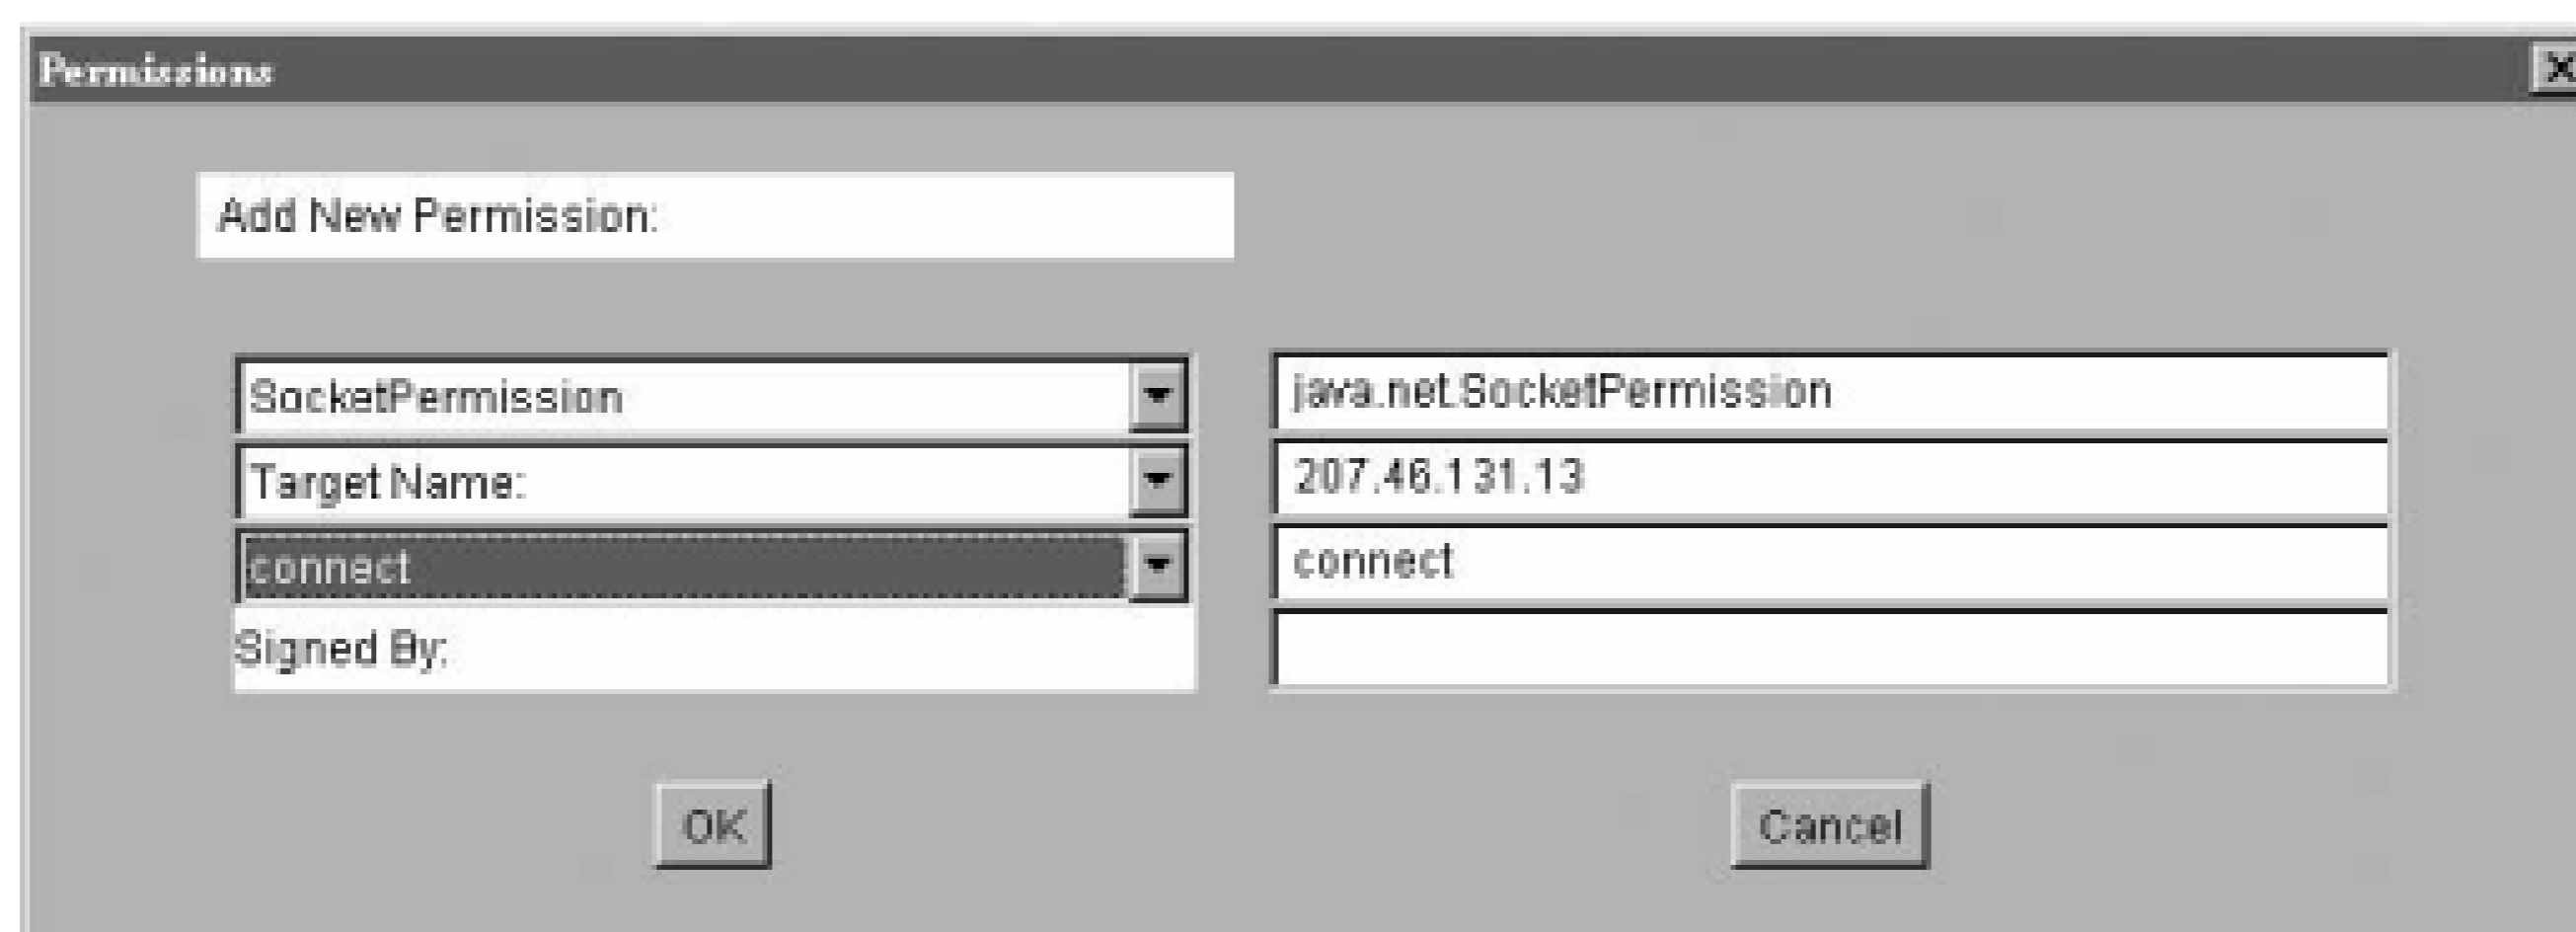 Permissions
Add New Permission:
SocketPermission java.net.SocketPermission
Target Name: 207.46.131.13
connect connect
Signed By:
OK Cancel